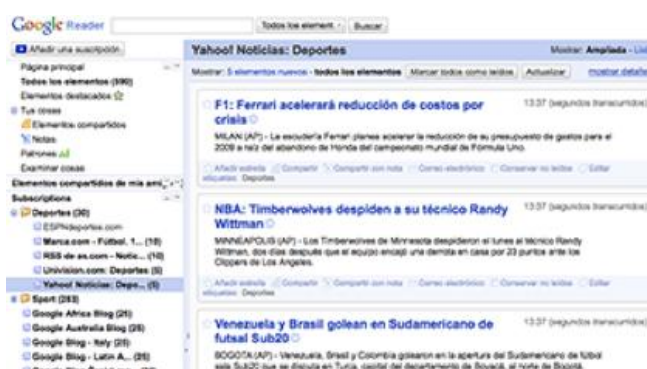 Google Reader
Todos los element.
Buscar
Añadir una suscripción
Página principal
Todos los elementos (590)
Elementos destacados
Tus cosas
Elementos compartidos
Notas
Patrones
Examinar cosas
Elementos compartidos de mis ami
Subscriptions
Deportes (30)
ESPNdeportes.com
Marca.com - Fútbol, 1... (10)
RSS de as.com - Notic... (10)
Univision.com: Deportes (5)
Yahoo! Noticias: Depo... (5)
Sport (253)
Google Africa Blog (25)
Google Australia Blog (25)
Google Blog - Italy (25)
Google Blog - Latin A... (25)
Yahoo! Noticias: Deportes
Mostrar: Ampliada - Lis
Mostrar: 5 elementos nuevos - todos los elementos
Marcar todos como leídos
Actualizar
mostrar detalle
F1: Ferrari acelerará reducción de costos por
crisis
13:37 (segundos transcurridos)
MILAN (AP) - La escudería Ferrari planea acelerar la reducción de su presupuesto de gastos para el
2009 a raíz del abandono de Honda del campeonato mundial de Fórmula Uno.
Añadir estrella Compartir Compartir con nota Correo electrónico Conservar no leídos Editar
etiquetas: Deportes
NBA: Timberwolves despiden a su técnico Randy
Wittman
13:37 (segundos transcurridos)
MINNEAPOLIS (AP) - Los Timberwolves de Minnesota despidieron el lunes al técnico Randy
Wittman, dos días después que el equipo encajó una derrota en casa por 23 puntos ante los
Clippers de Los Angeles.
Añadir estrella Compartir Compartir con nota Correo electrónico Conservar no leídos Editar
etiquetas: Deportes
Venezuela y Brasil golean en Sudamericano de
futsal Sub20
13:37 (segundos transcurridos)
BOGOTA (AP) - Venezuela, Brasil y Colombia golearon en la apertura del Sudamericano de fútbol
sala Sub20 que se disputa en Tunja, capital del departamento de Boyacá, al norte de Bogotá.